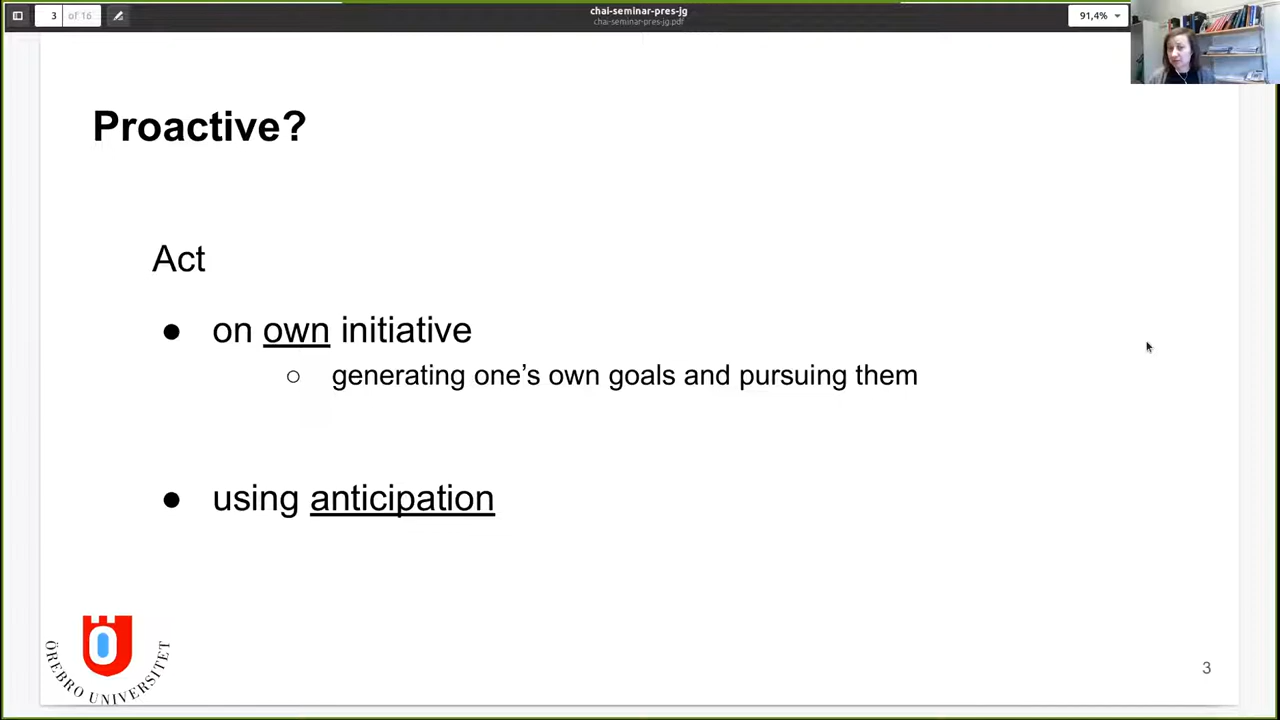 3 of 16
chai-seminar-pres-jg
chai-seminar-pres-jg.pdf
91,4%
Proactive?
Act
● on own initiative
○ generating one’s own goals and pursuing them
● using anticipation
ÖREBRO UNIVERSITET
3